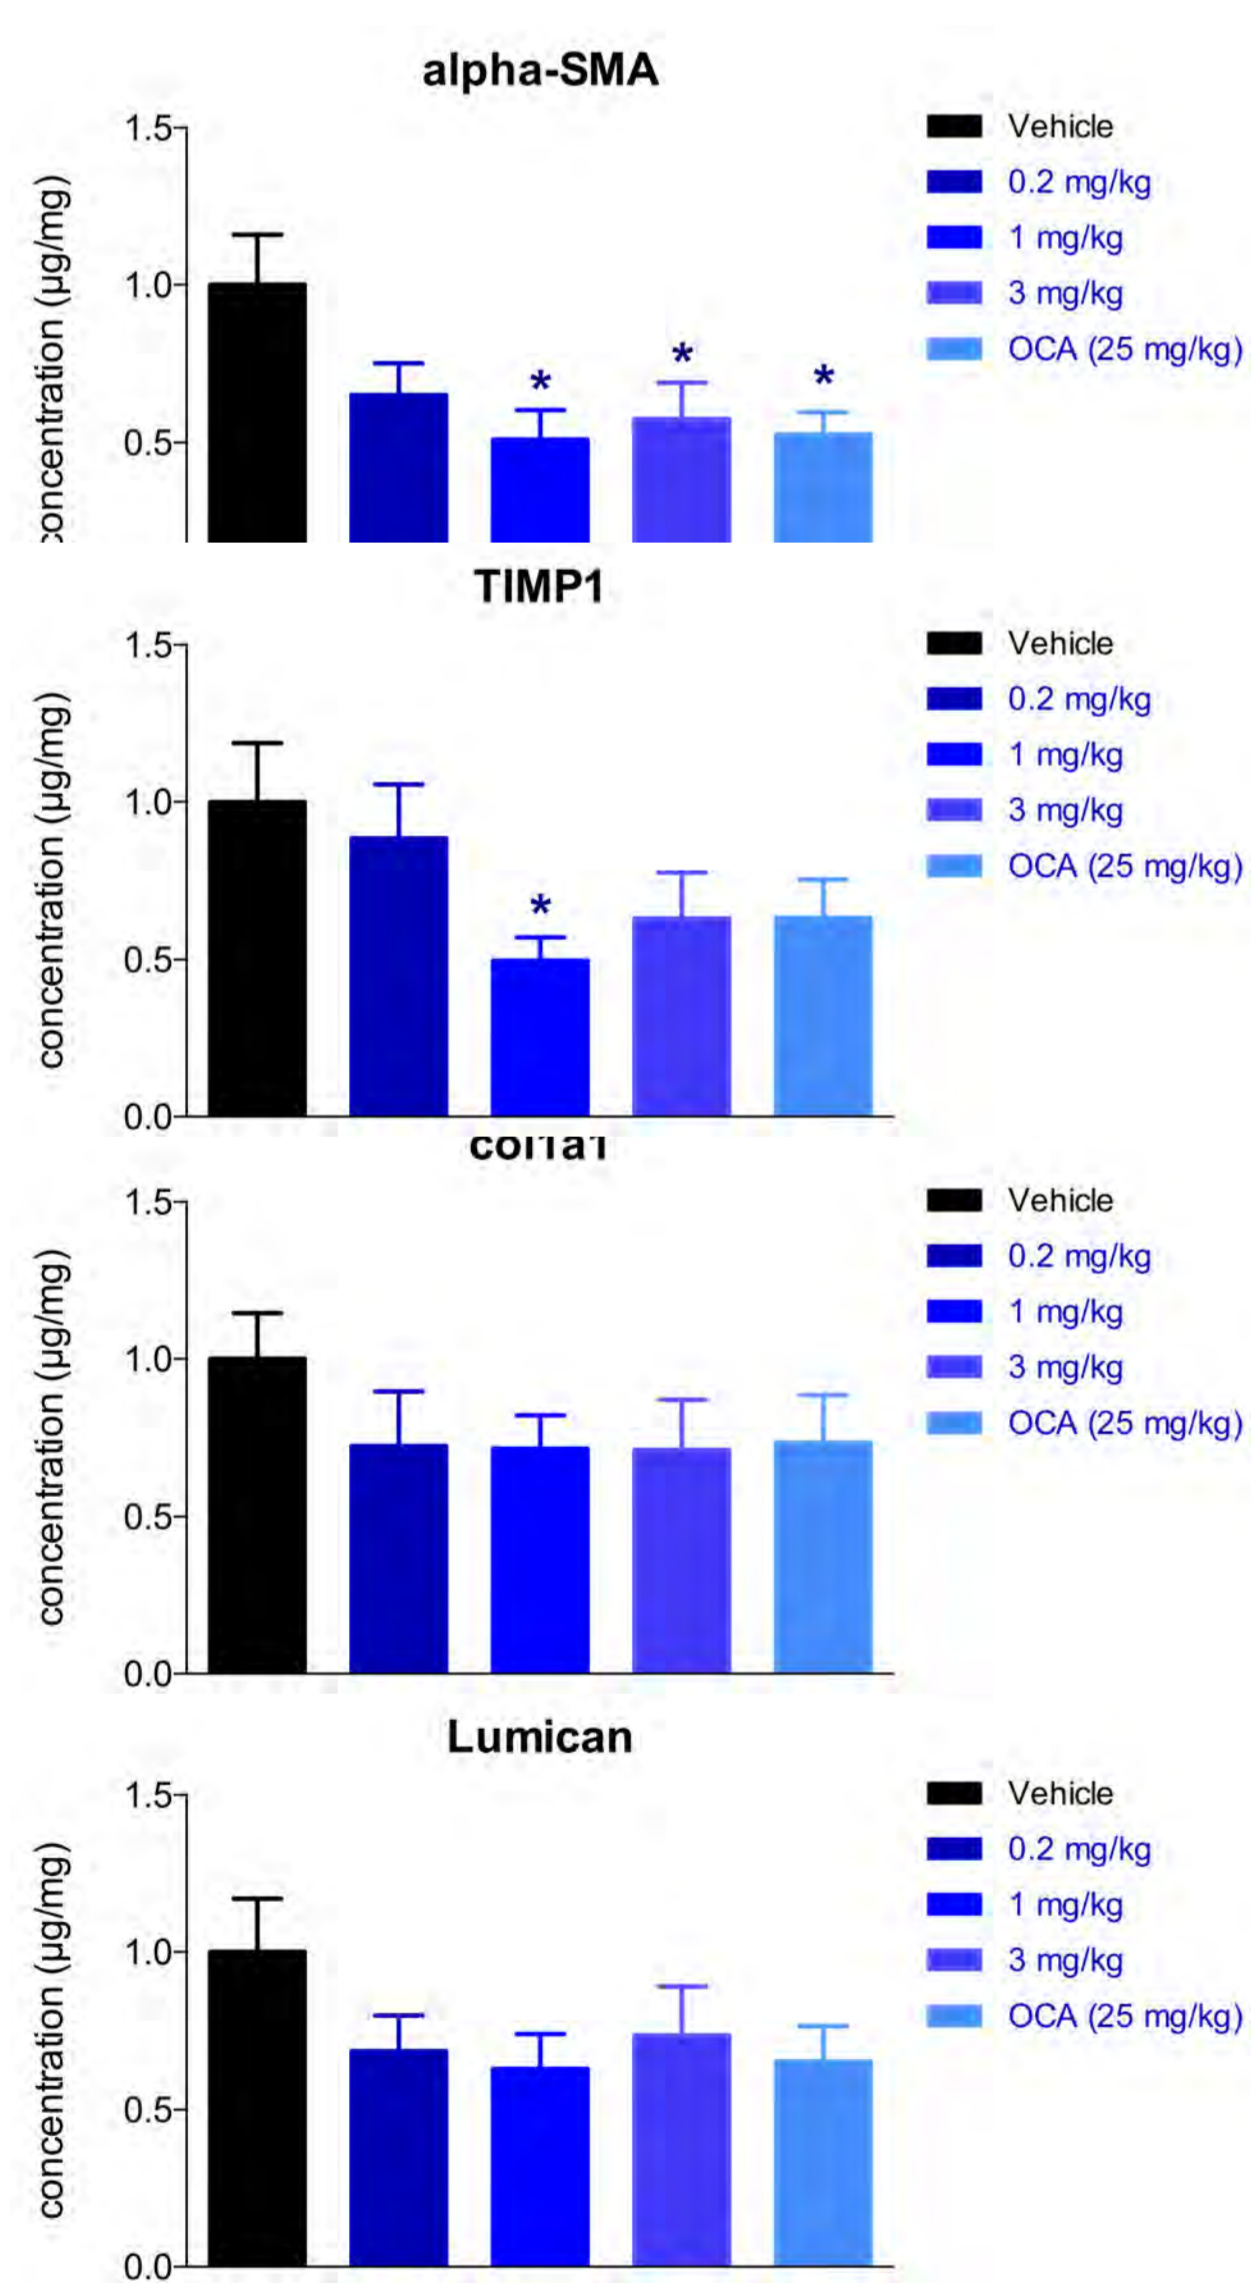 alpha-SMA
concentration (µg/mg)
1.5
1.0
0.5
*
*
*
Vehicle
0.2 mg/kg
1 mg/kg
3 mg/kg
OCA (25 mg/kg)
TIMP1
concentration (µg/mg)
1.5
1.0
0.5
0.0
*
Vehicle
0.2 mg/kg
1 mg/kg
3 mg/kg
OCA (25 mg/kg)
col1a1
concentration (µg/mg)
1.5
1.0
0.5
0.0
Vehicle
0.2 mg/kg
1 mg/kg
3 mg/kg
OCA (25 mg/kg)
Lumican
concentration (µg/mg)
1.5
1.0
0.5
0.0
Vehicle
0.2 mg/kg
1 mg/kg
3 mg/kg
OCA (25 mg/kg)